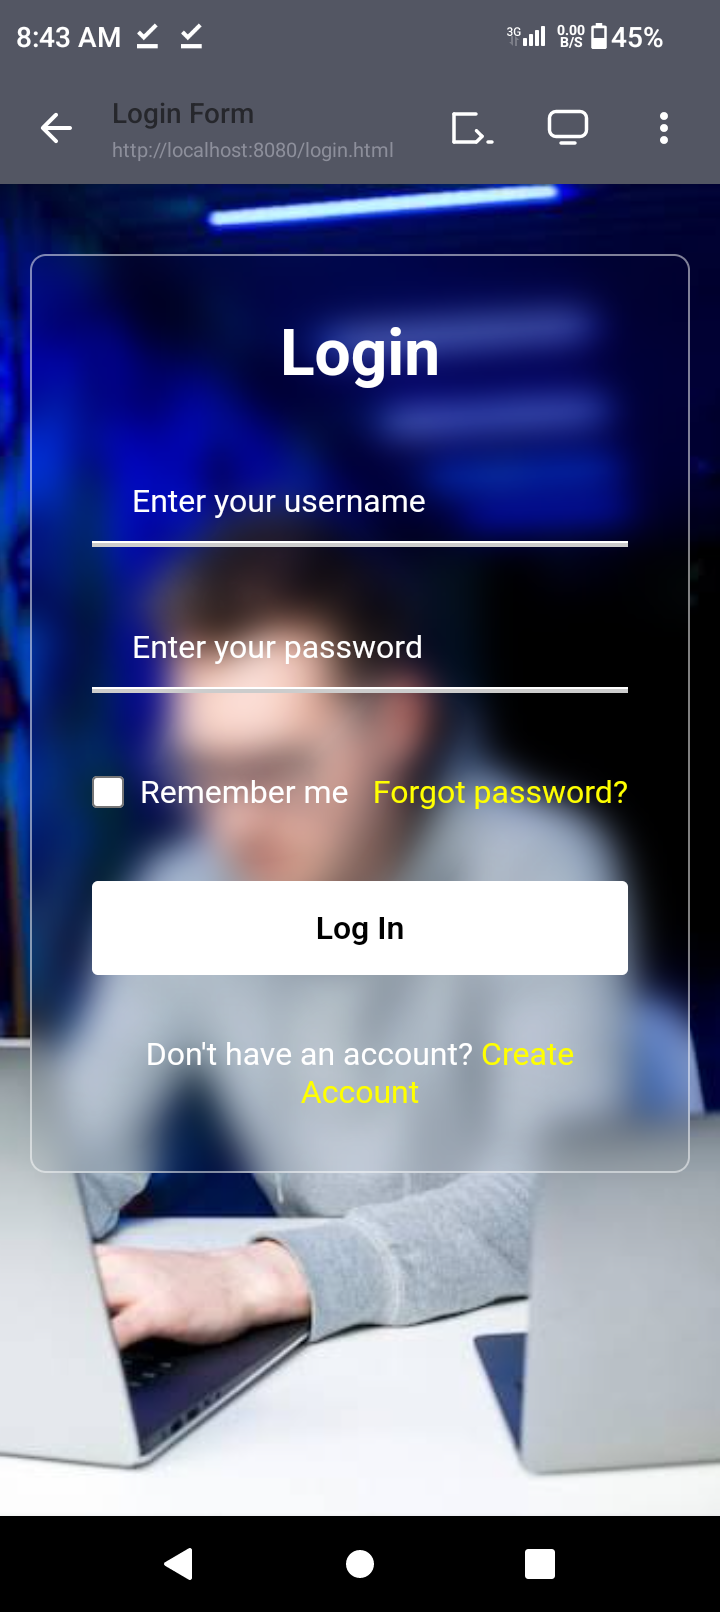 8:43 AM 3G 0.00 B/S 45%
Login Form
http://localhost:8080/login.html
Login
Enter your username
Enter your password
Remember me Forgot password?
Log In
Don't have an account? Create
Account